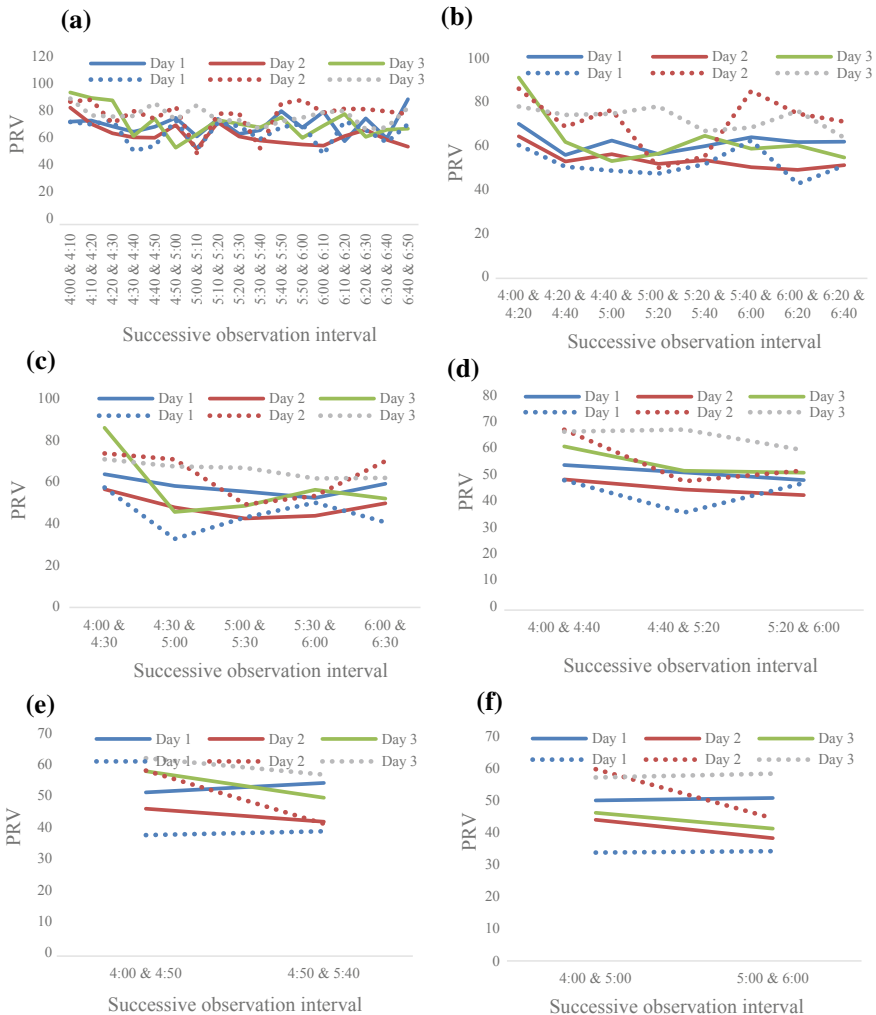 (a)
PRV
120
100
80
60
40
20
0
Day 1 Day 2 Day 3
Day 1 Day 2 Day 3
4:00 & 4:10
4:10 & 4:20
4:20 & 4:30
4:30 & 4:40
4:40 & 4:50
4:50 & 5:00
5:00 & 5:10
5:10 & 5:20
5:20 & 5:30
5:30 & 5:40
5:40 & 5:50
5:50 & 6:00
6:00 & 6:10
6:10 & 6:20
6:20 & 6:30
6:30 & 6:40
6:40 & 6:50
Successive observation interval
(b)
PRV
100
80
60
40
20
0
Day 1 Day 2 Day 3
Day 1 Day 2 Day 3
4:00 & 4:20 & 4:40 & 5:00 & 5:20 & 5:40 & 6:00 & 6:20 &
4:20 4:40 5:00 5:20 5:40 6:00 6:20 6:40
Successive observation interval
(c)
PRV
100
80
60
40
20
0
Day 1 Day 2 Day 3
Day 1 Day 2 Day 3
4:00 & 4:30 & 5:00 & 5:30 & 6:00 &
4:30 5:00 5:30 6:00 6:30
Successive observation interval
(d)
PRV
80
70
60
50
40
30
20
10
0
Day 1 Day 2 Day 3
Day 1 Day 2 Day 3
4:00 & 4:40 4:40 & 5:20 5:20 & 6:00
Successive observation interval
(e)
PRV
70
60
50
40
30
20
10
0
Day 1 Day 2 Day 3
Day 1 Day 2 Day 3
4:00 & 4:50 4:50 & 5:40
Successive observation interval
(f)
PRV
70
60
50
40
30
20
10
0
Day 1 Day 2 Day 3
Day 1 Day 2 Day 3
4:00 & 5:00 5:00 & 6:00
Successive observation interval